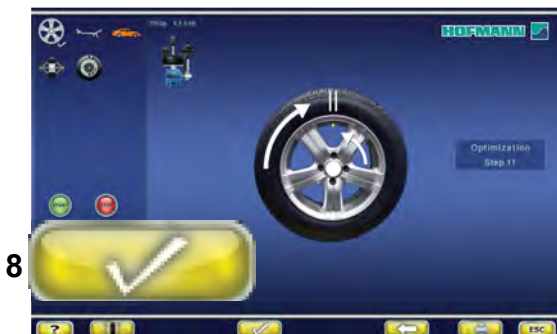 HOFMANN
Optimization
Step 11
START
STOP
8
?
ESC